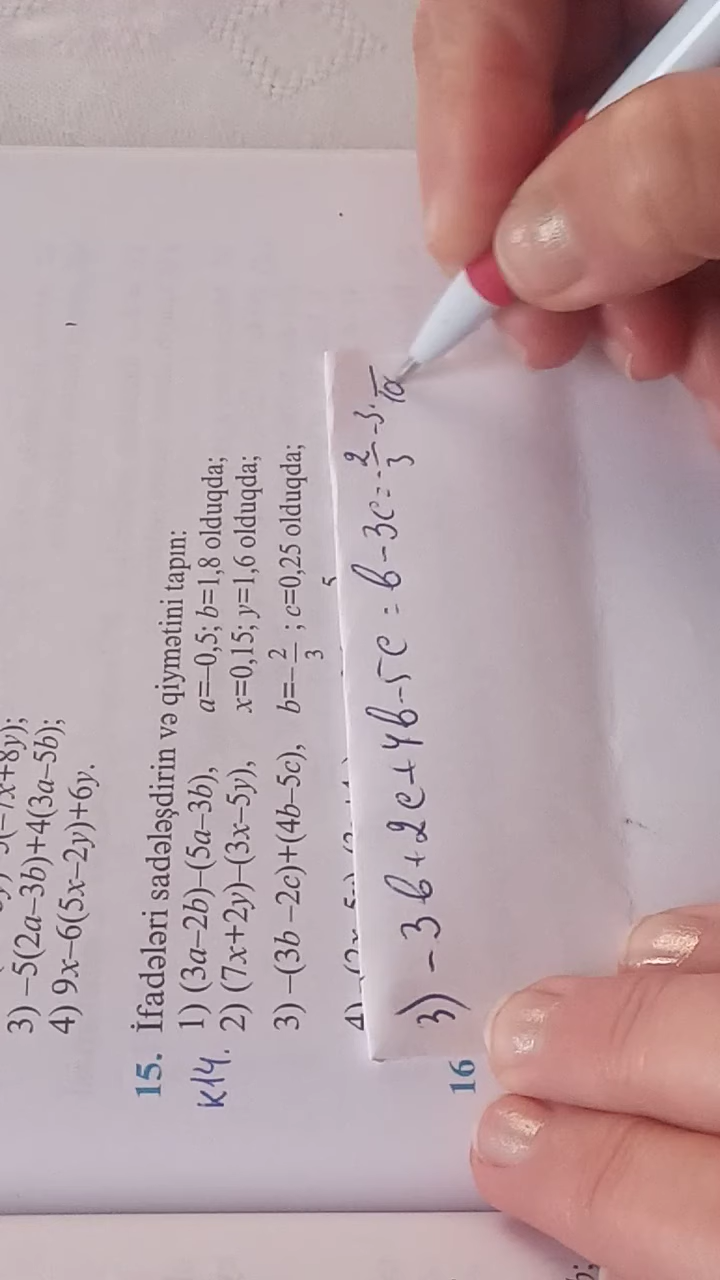 3) −5(2a−3b)+4(3a−5b);
4) 9x−6(5x−2y)+6y.
15. İfadələri sadələşdirin və qiymətini tapın:
K14. 1) (3a−2b)−(5a−3b), a=−0,5; b=1,8 olduqda;
2) (7x+2y)−(3x−5y), x=0,15; y=1,6 olduqda;
3) −(3b−2c)+(4b−5c), b=−2/3; c=0,25 olduqda;
5
4)
3) −3b+2c+4b−5c=b−3c=−2/3−3·
16
b;